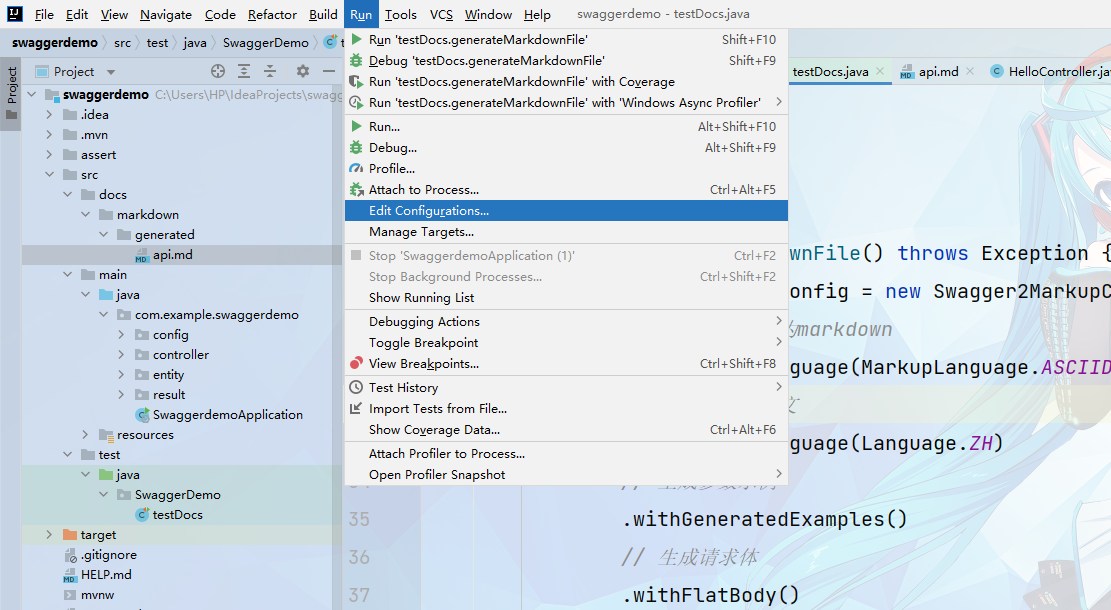 File Edit View Navigate Code Refactor Build Run Tools VCS Window Help swaggerdemo - testDocs.java
swaggerdemo src test java SwaggerDemo
Project
Project
testDocs.java api.md HelloController.jav
swaggerdemo C:\Users\HP\IdeaProjects\swagg
.idea
.mvn
assert
src
docs
markdown
generated
api.md
main
java
com.example.swaggerdemo
config
controller
entity
result
SwaggerdemoApplication
resources
test
java
SwaggerDemo
testDocs
target
.gitignore
HELP.md
mvnw
Run 'testDocs.generateMarkdownFile' Shift+F10
Debug 'testDocs.generateMarkdownFile' Shift+F9
Run 'testDocs.generateMarkdownFile' with Coverage
Run 'testDocs.generateMarkdownFile' with 'Windows Async Profiler'
Run... Alt+Shift+F10
Debug... Alt+Shift+F9
Profile...
Attach to Process... Ctrl+Alt+F5
Edit Configurations...
Manage Targets...
Stop 'SwaggerdemoApplication (1)' Ctrl+F2
Stop Background Processes... Ctrl+Shift+F2
Show Running List
Debugging Actions
Toggle Breakpoint
View Breakpoints... Ctrl+Shift+F8
Test History
Import Tests from File...
Show Coverage Data... Ctrl+Alt+F6
Attach Profiler to Process...
Open Profiler Snapshot
wnFile() throws Exception {
onfig = new Swagger2MarkupC
markdown
guage(MarkupLanguage.ASCIID
guage(Language.ZH)
// 生成参数示例
35 .withGeneratedExamples()
36 // 生成请求体
37 .withFlatBody()